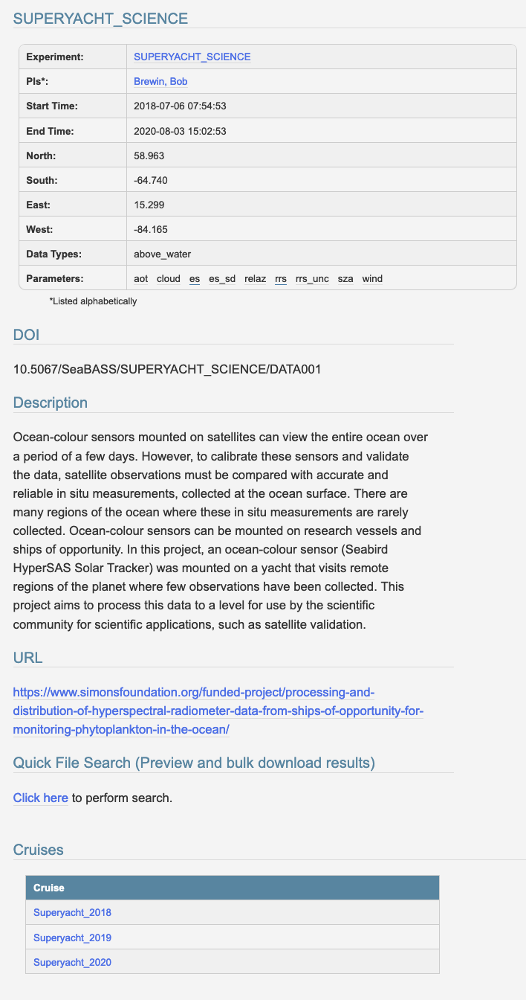 SUPERYACHT_SCIENCE
Experiment: SUPERYACHT_SCIENCE
PIs*: Brewin, Bob
Start Time: 2018-07-06 07:54:53
End Time: 2020-08-03 15:02:53
North: 58.963
South: -64.740
East: 15.299
West: -84.165
Data Types: above_water
Parameters: aot cloud es es_sd relaz rrs rrs_unc sza wind
*Listed alphabetically
DOI
10.5067/SeaBASS/SUPERYACHT_SCIENCE/DATA001
Description
Ocean-colour sensors mounted on satellites can view the entire ocean over
a period of a few days. However, to calibrate these sensors and validate
the data, satellite observations must be compared with accurate and
reliable in situ measurements, collected at the ocean surface. There are
many regions of the ocean where these in situ measurements are rarely
collected. Ocean-colour sensors can be mounted on research vessels and
ships of opportunity. In this project, an ocean-colour sensor (Seabird
HyperSAS Solar Tracker) was mounted on a yacht that visits remote
regions of the planet where few observations have been collected. This
project aims to process this data to a level for use by the scientific
community for scientific applications, such as satellite validation.
URL
https://www.simonsfoundation.org/funded-project/processing-and-
distribution-of-hyperspectral-radiometer-data-from-ships-of-opportunity-for-
monitoring-phytoplankton-in-the-ocean/
Quick File Search (Preview and bulk download results)
Click here to perform search.
Cruises
Cruise
Superyacht_2018
Superyacht_2019
Superyacht_2020